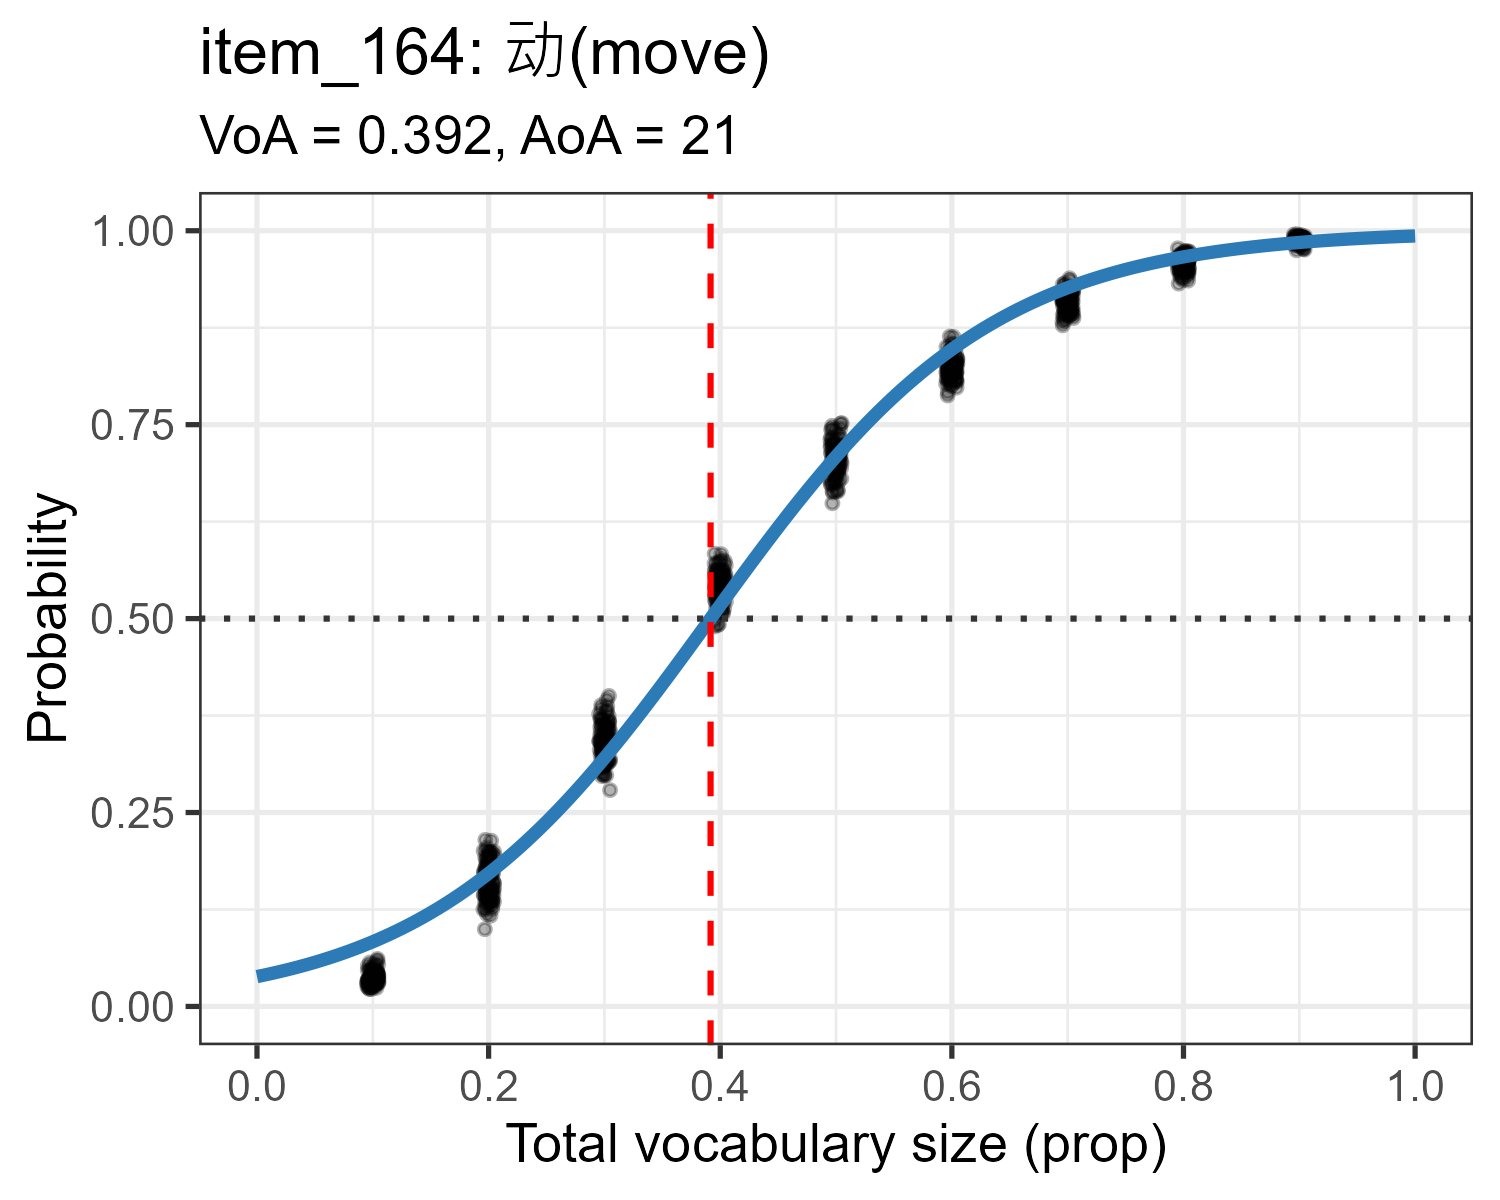 item_164: 动(move)
VoA = 0.392, AoA = 21
Probability
1.00
0.75
0.50
0.25
0.00
0.0 0.2 0.4 0.6 0.8 1.0
Total vocabulary size (prop)